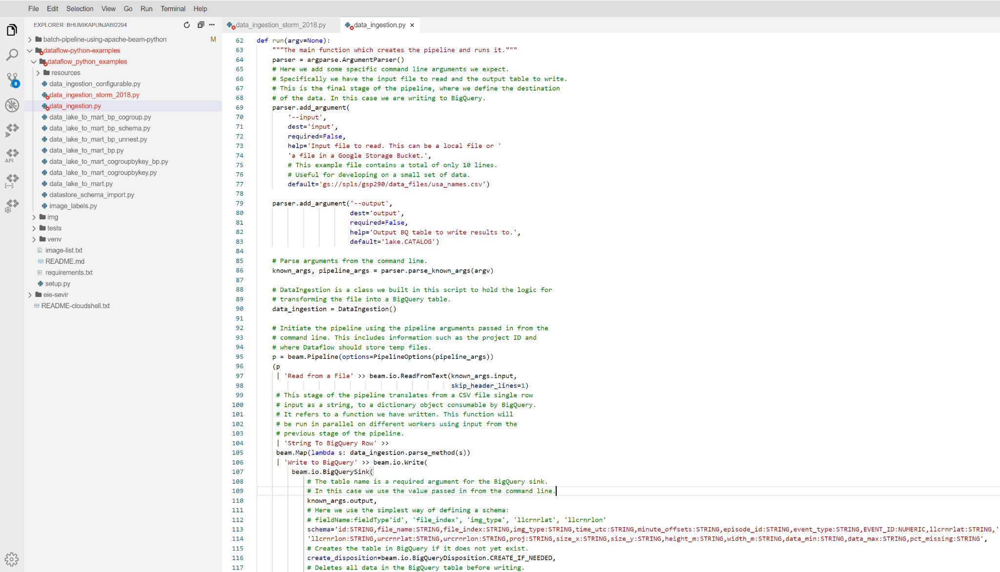 File Edit Selection View Go Run Terminal Help
EXPLORER: BHUMIKAPUNJABI2294
batch-pipeline-using-apache-beam-python M
dataflow-python-examples
dataflow_python_examples
resources
data_ingestion_configurable.py
data_ingestion_storm_2018.py
data_ingestion.py
data_lake_to_mart_bp_cogroup.py
data_lake_to_mart_bp_schema.py
data_lake_to_mart_bp_unnest.py
data_lake_to_mart_bp.py
data_lake_to_mart_cogroupbykey_bp.py
data_lake_to_mart_cogroupbykey.py
data_lake_to_mart.py
datastore_schema_import.py
image_labels.py
img
tests
venv
image-list.txt
README.md
requirements.txt
setup.py
eie-sevir
README-cloudshell.txt
8
API
data_ingestion_storm_2018.py data_ingestion.py ×
62 def run(argv=None):
63 """The main function which creates the pipeline and runs it."""
64 parser = argparse.ArgumentParser()
65 # Here we add some specific command line arguments we expect.
66 # Specifically we have the input file to read and the output table to write.
67 # This is the final stage of the pipeline, where we define the destination
68 # of the data. In this case we are writing to BigQuery.
69 parser.add_argument(
70 '--input',
71 dest='input',
72 required=False,
73 help='Input file to read. This can be a local file or '
74 'a file in a Google Storage Bucket.',
75 # This example file contains a total of only 10 lines.
76 # Useful for developing on a small set of data.
77 default='gs://spls/gsp290/data_files/usa_names.csv')
78
79 parser.add_argument('--output',
80 dest='output',
81 required=False,
82 help='Output BQ table to write results to.',
83 default='lake.CATALOG')
84
85 # Parse arguments from the command line.
86 known_args, pipeline_args = parser.parse_known_args(argv)
87
88 # DataIngestion is a class we built in this script to hold the logic for
89 # transforming the file into a BigQuery table.
90 data_ingestion = DataIngestion()
91
92 # Initiate the pipeline using the pipeline arguments passed in from the
93 # command line. This includes information such as the project ID and
94 # where Dataflow should store temp files.
95 p = beam.Pipeline(options=PipelineOptions(pipeline_args))
96 (p
97 | 'Read from a File' >> beam.io.ReadFromText(known_args.input,
98 skip_header_lines=1)
99 # This stage of the pipeline translates from a CSV file single row
100 # input as a string, to a dictionary object consumable by BigQuery.
101 # It refers to a function we have written. This function will
102 # be run in parallel on different workers using input from the
103 # previous stage of the pipeline.
104 | 'String To BigQuery Row' >>
105 beam.Map(lambda s: data_ingestion.parse_method(s))
106 | 'Write to BigQuery' >> beam.io.Write(
107 beam.io.BigQuerySink(
108 # The table name is a required argument for the BigQuery sink.
109 # In this case we use the value passed in from the command line.
110 known_args.output,
111 # Here we use the simplest way of defining a schema:
112 # fieldName:fieldType'id', 'file_index', 'img_type', 'llcrnrlat', 'llcrnrlon'
113 schema='id:STRING,file_name:STRING,file_index:STRING,img_type:STRING,time_utc:STRING,minute_offsets:STRING,episode_id:STRING,event_type:STRING,EVENT_ID:NUMERIC,llcrnrlat:STRING,'
114 'llcrnrlon:STRING,urcrnrlat:STRING,urcrnrlon:STRING,proj:STRING,size_x:STRING,size_y:STRING,height_m:STRING,width_m:STRING,data_min:STRING,data_max:STRING,pct_missing:STRING',
115 # Creates the table in BigQuery if it does not yet exist.
116 create_disposition=beam.io.BigQueryDisposition.CREATE_IF_NEEDED,
117 # Deletes all data in the BigQuery table before writing.